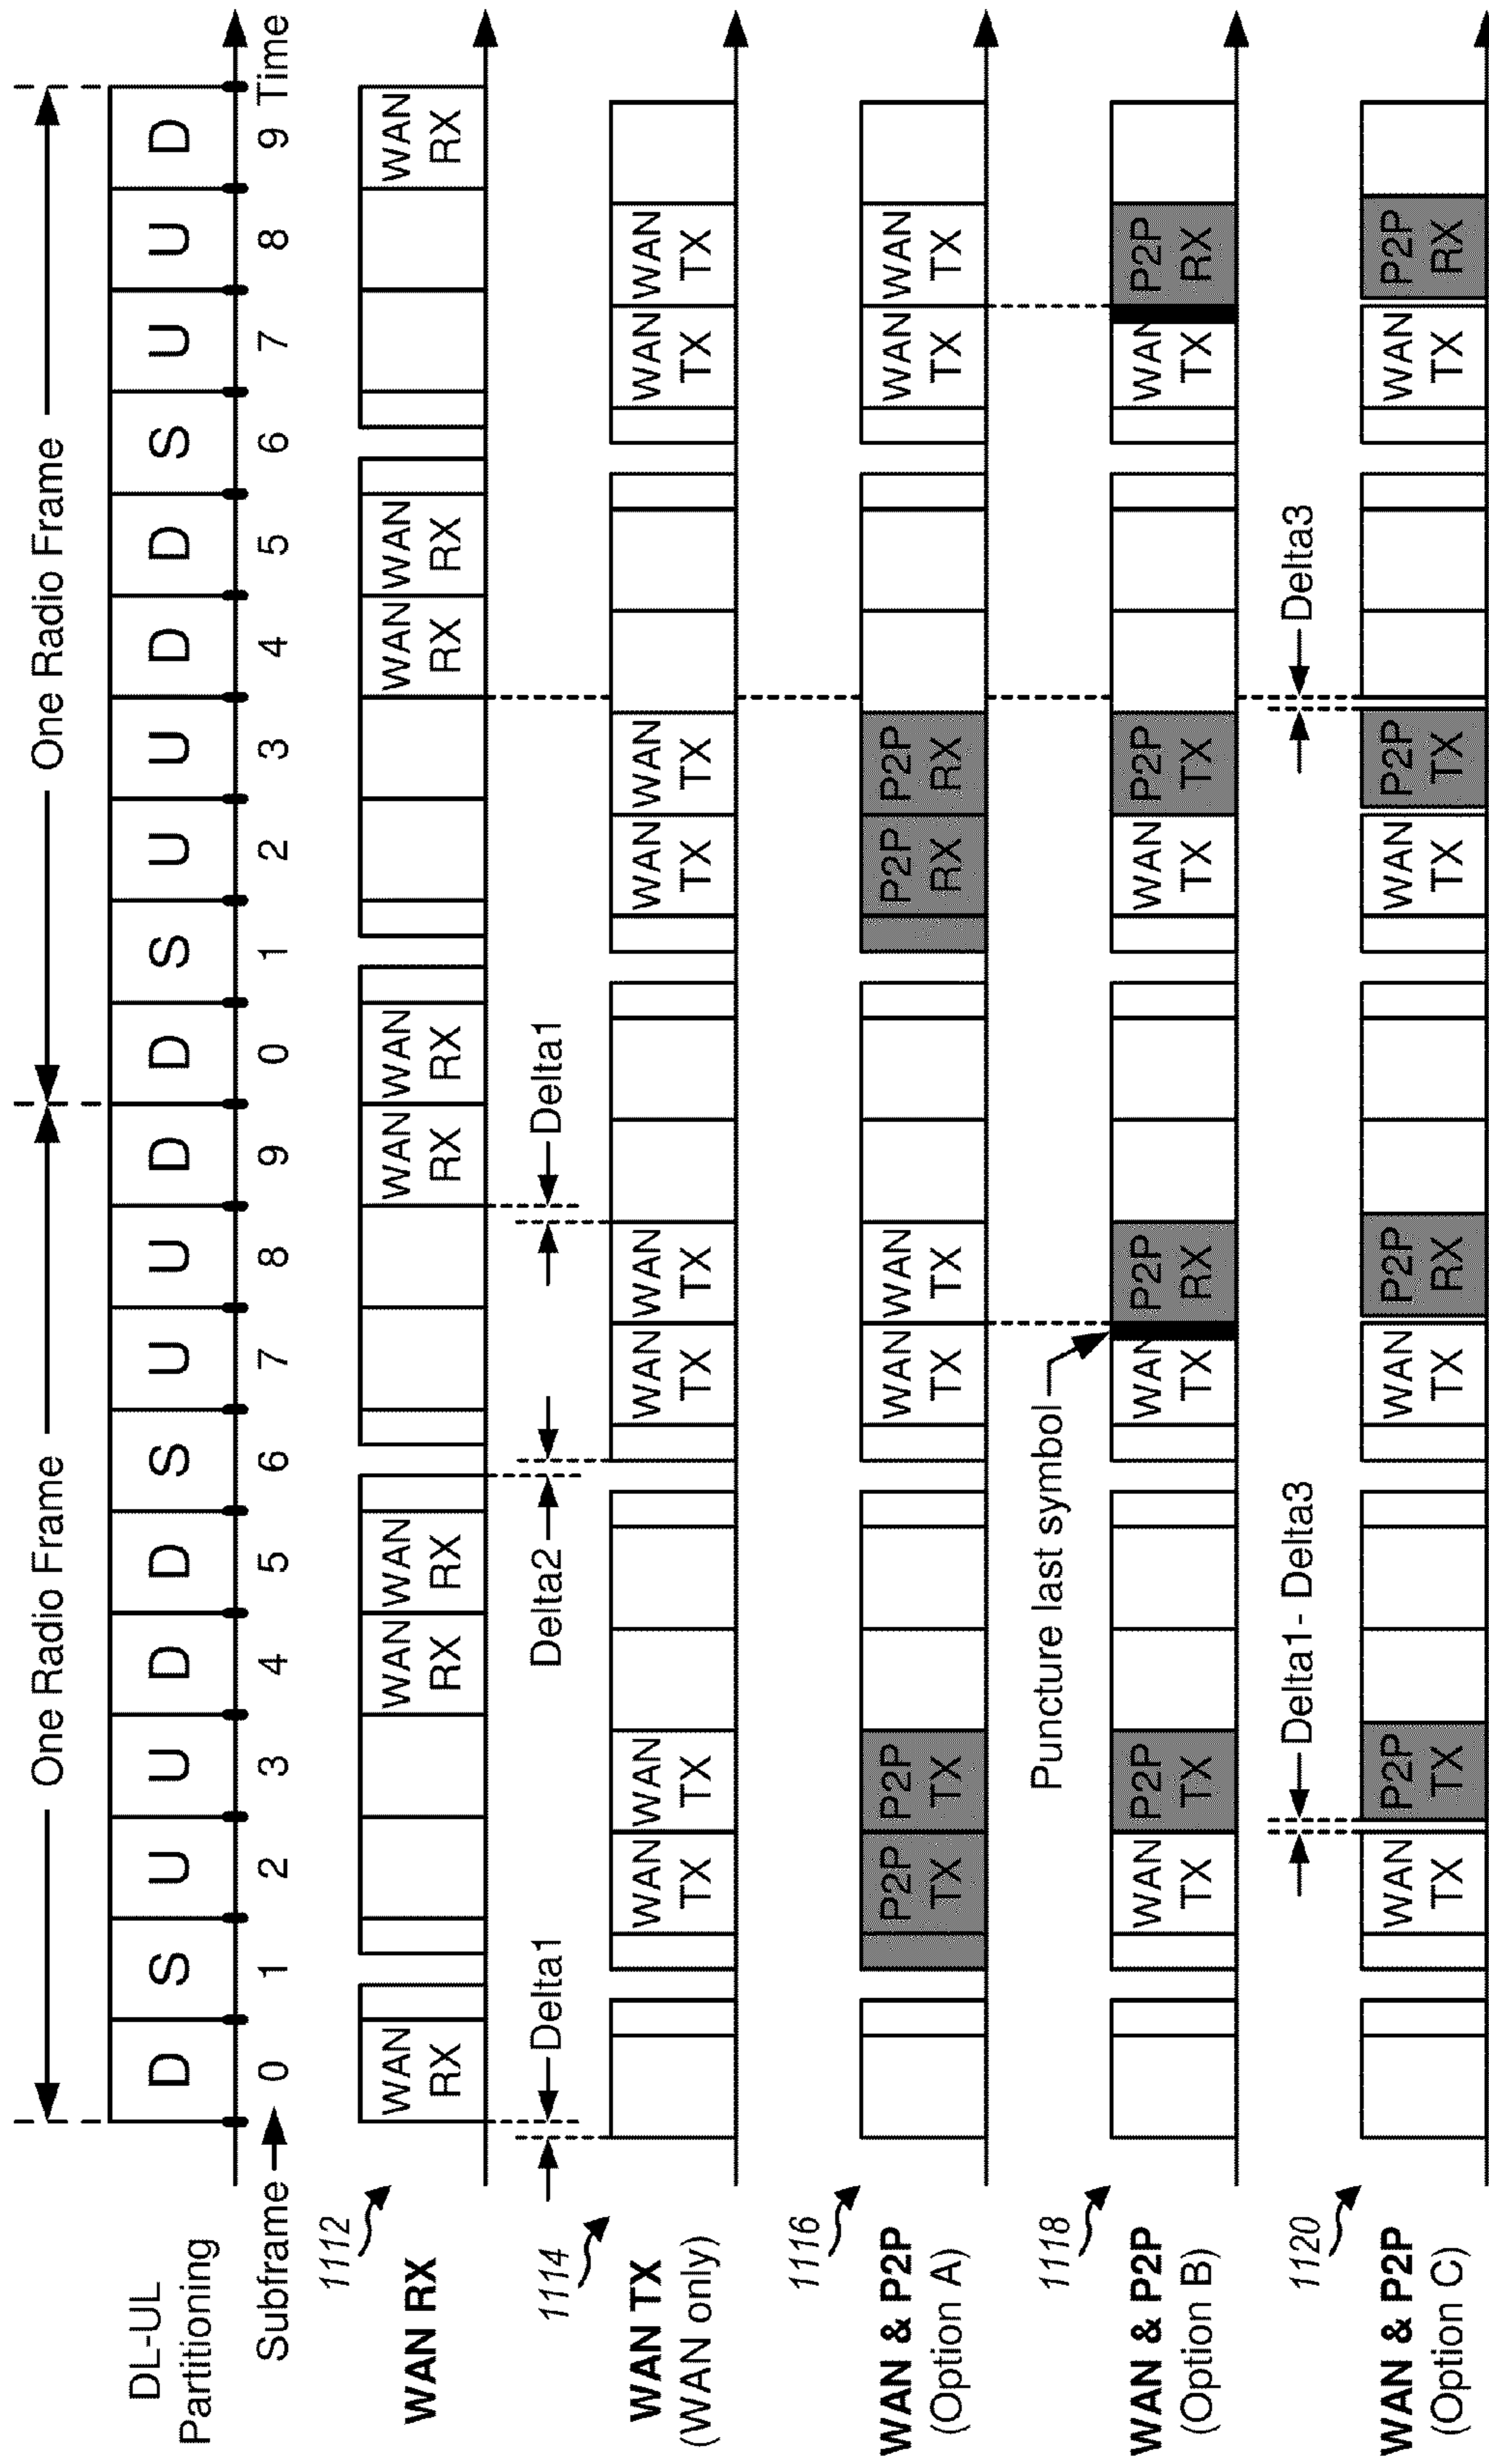 One Radio Frame One Radio Frame
DL-UL
Partitioning
D S U U D D S U U D D S U U D D S U U D
Subframe 0 1 2 3 4 5 6 7 8 9 0 1 2 3 4 5 6 7 8 9 Time
1112
WAN RX
WAN WAN WAN WAN WAN WAN WAN WAN
RX RX RX RX RX RX RX RX
Delta1 Delta2 Delta1
1114
WAN TX
(WAN only)
WAN WAN WAN WAN WAN WAN WAN WAN
TX TX TX TX TX TX TX TX
1116
WAN & P2P
(Option A)
P2P P2P WAN WAN P2P P2P WAN WAN
TX TX TX TX RX RX TX TX
Puncture last symbol
1118
WAN & P2P
(Option B)
WAN P2P WAN P2P WAN P2P WAN P2P
TX TX TX RX TX TX TX RX
Delta1- Delta3 Delta3
1120
WAN & P2P
(Option C)
WAN P2P WAN P2P WAN P2P WAN P2P
TX TX TX RX TX TX TX RX